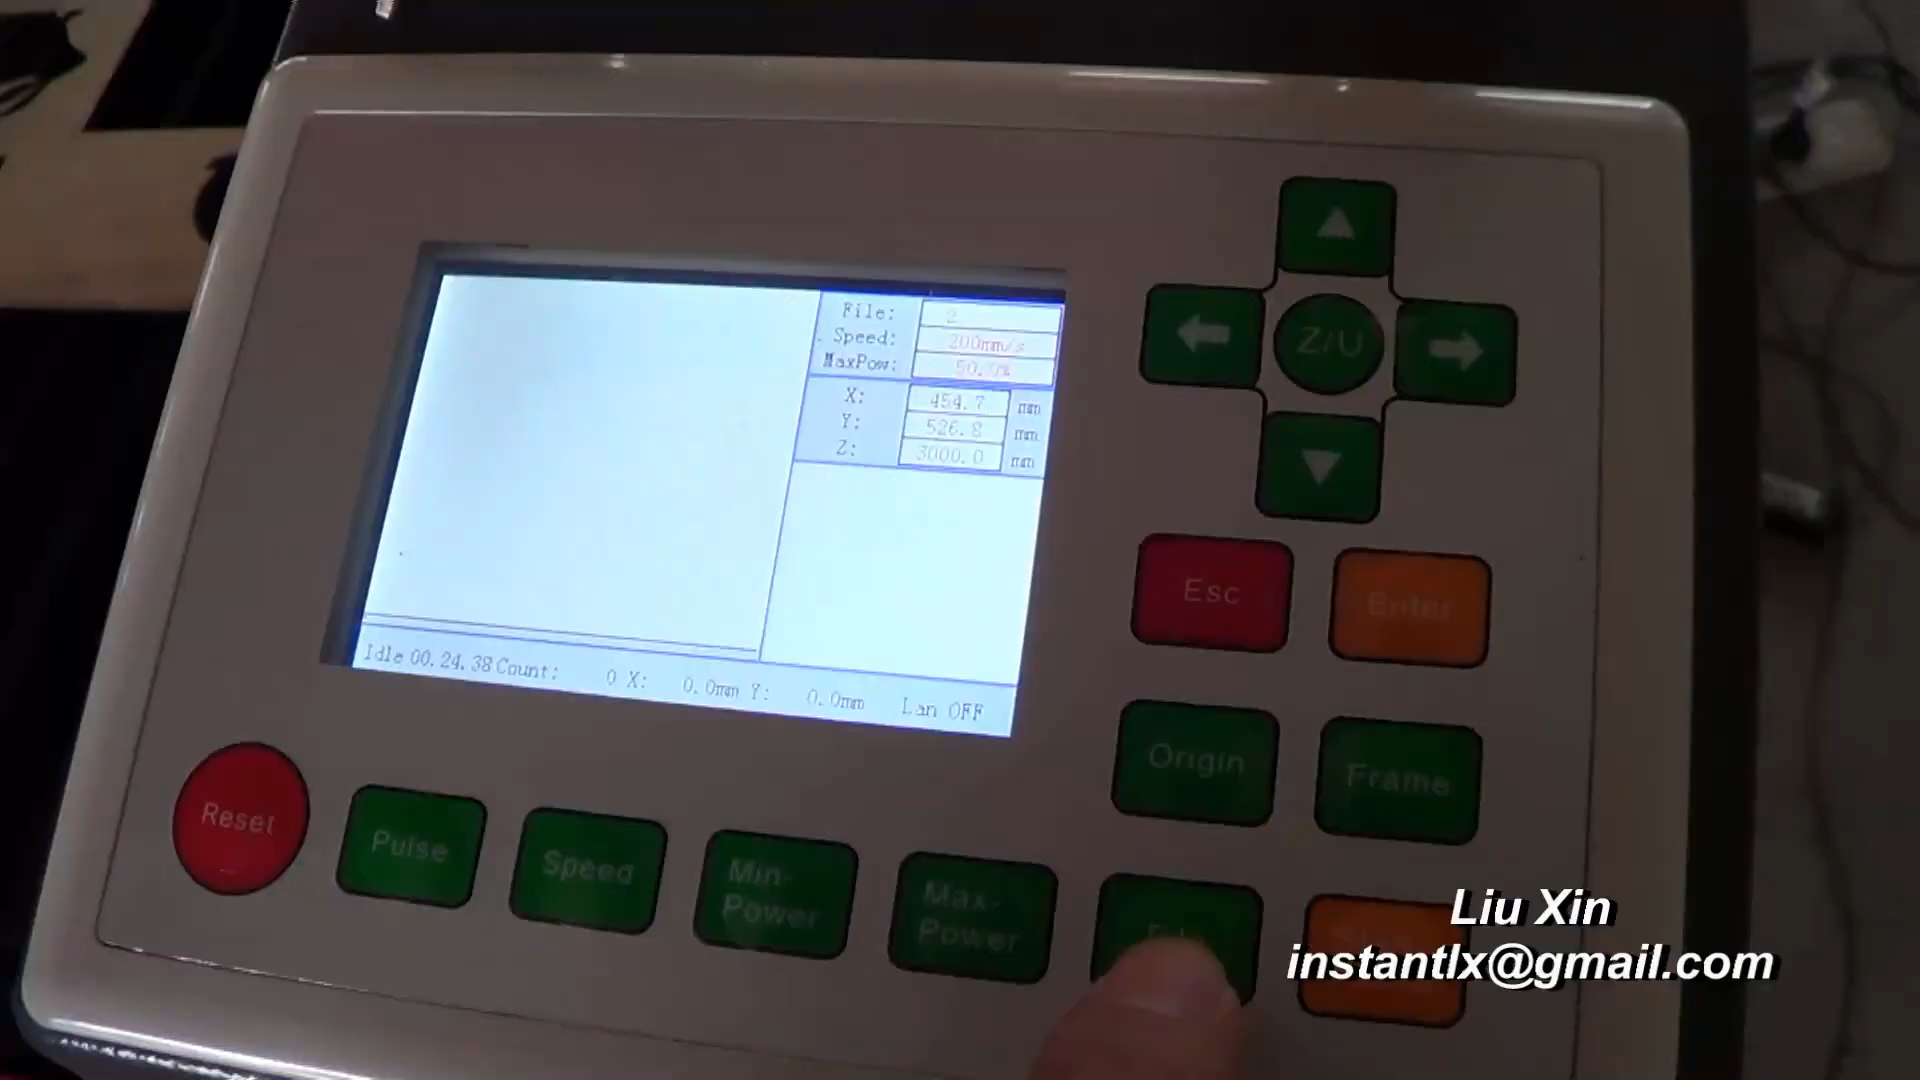 File: 2
Speed: 200mm/s
MaxPow: 50.0%
X: 454.7 mm
Y: 526.8 mm
Z: 3000.0 mm
Idle 00.24.38 Count: 0 X: 0.0mm Y: 0.0mm Lan OFF
Z/U
Esc
Enter
Origin
Frame
Reset
Pulse
Speed
Min-
Power
Max-
Power
Liu Xin
instantlx@gmail.com